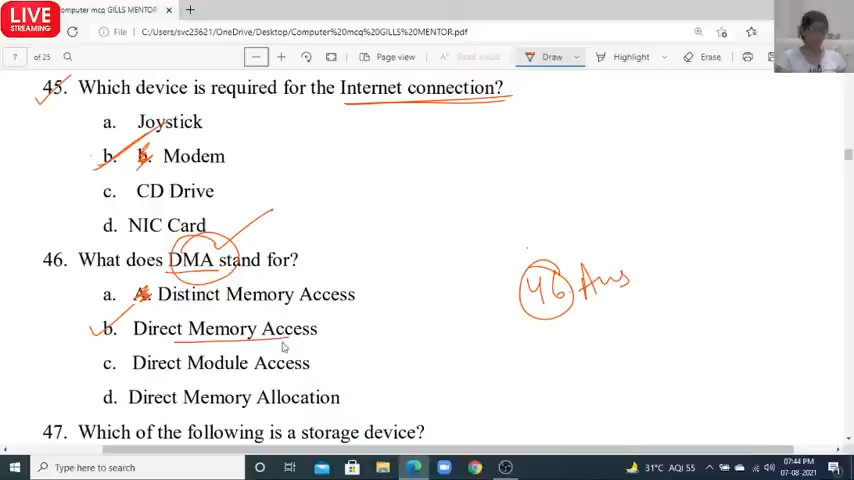 LIVE
STREAMING
Computer mcq GILLS MENTOR.pdf
File
C:/Users/svc23621/OneDrive/Desktop/Computer%20mcq%20GILLS%20MENTOR.pdf
7 of 25
Page view
Read aloud
Draw
Highlight
Erase
45. Which device is required for the Internet connection?
a. Joystick
b. b. Modem
c. CD Drive
d. NIC Card
46. What does DMA stand for?
46 Ans
a. A. Distinct Memory Access
b. Direct Memory Access
c. Direct Module Access
d. Direct Memory Allocation
47. Which of the following is a storage device?
Type here to search
31°C AQI 55
07:44 PM
07-08-2021